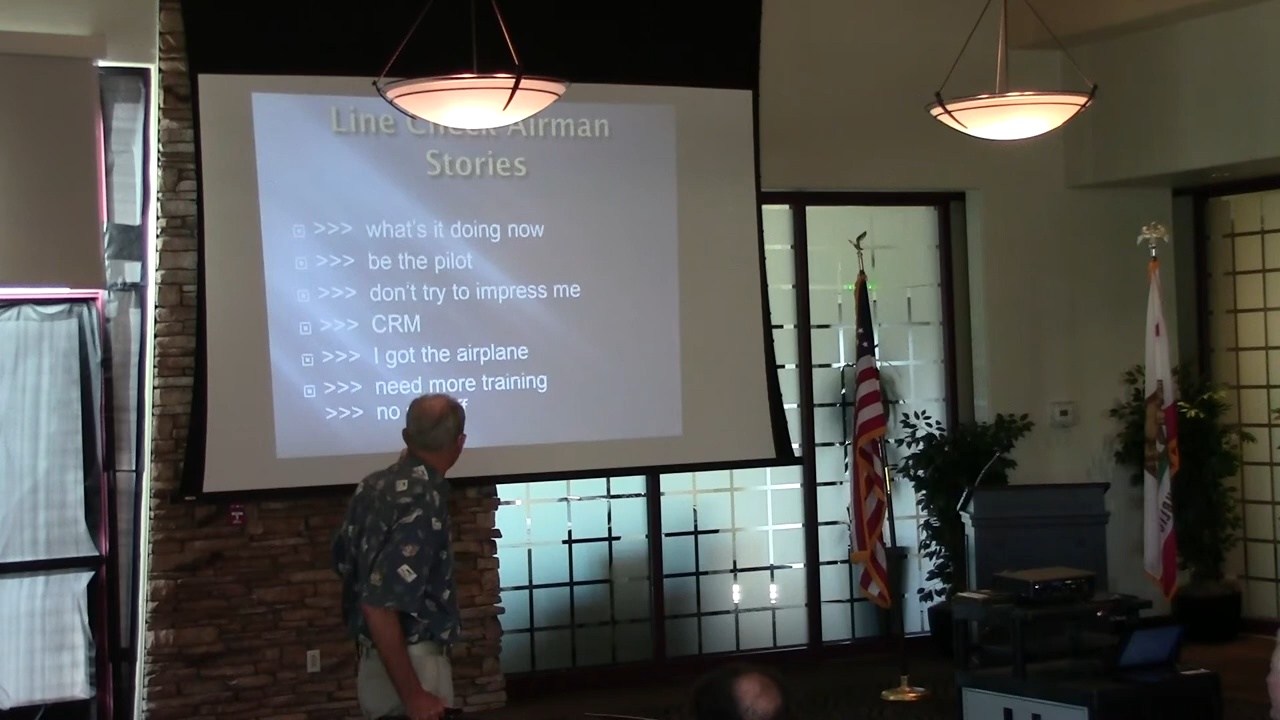 Line Check Airman
Stories
>>> what's it doing now
>>> be the pilot
>>> don't try to impress me
>>> CRM
>>> I got the airplane
>>> need more training
>>> no